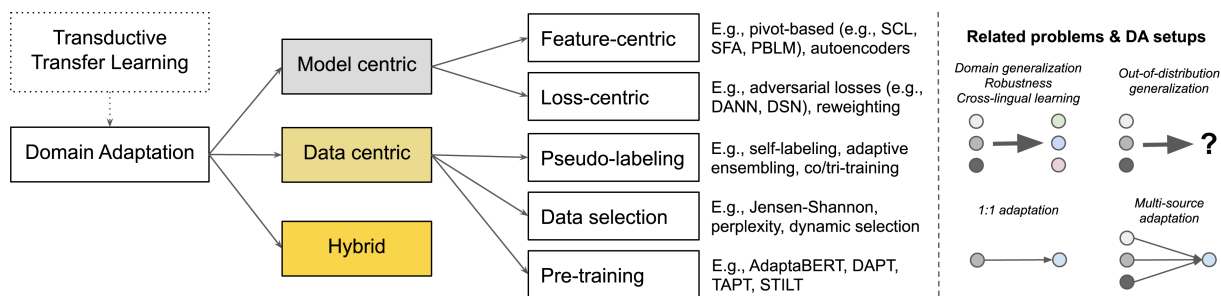 Transductive
Transfer Learning
Domain Adaptation
Model centric
Data centric
Hybrid
Feature-centric
Loss-centric
Pseudo-labeling
Data selection
Pre-training
E.g., pivot-based (e.g., SCL,
SFA, PBLM), autoencoders
E.g., adversarial losses (e.g.,
DANN, DSN), reweighting
E.g., self-labeling, adaptive
ensembling, co/tri-training
E.g., Jensen-Shannon,
perplexity, dynamic selection
E.g., AdaptaBERT, DAPT,
TAPT, STILT
Related problems & DA setups
Domain generalization
Robustness
Cross-lingual learning
Out-of-distribution
generalization
?
1:1 adaptation
Multi-source
adaptation